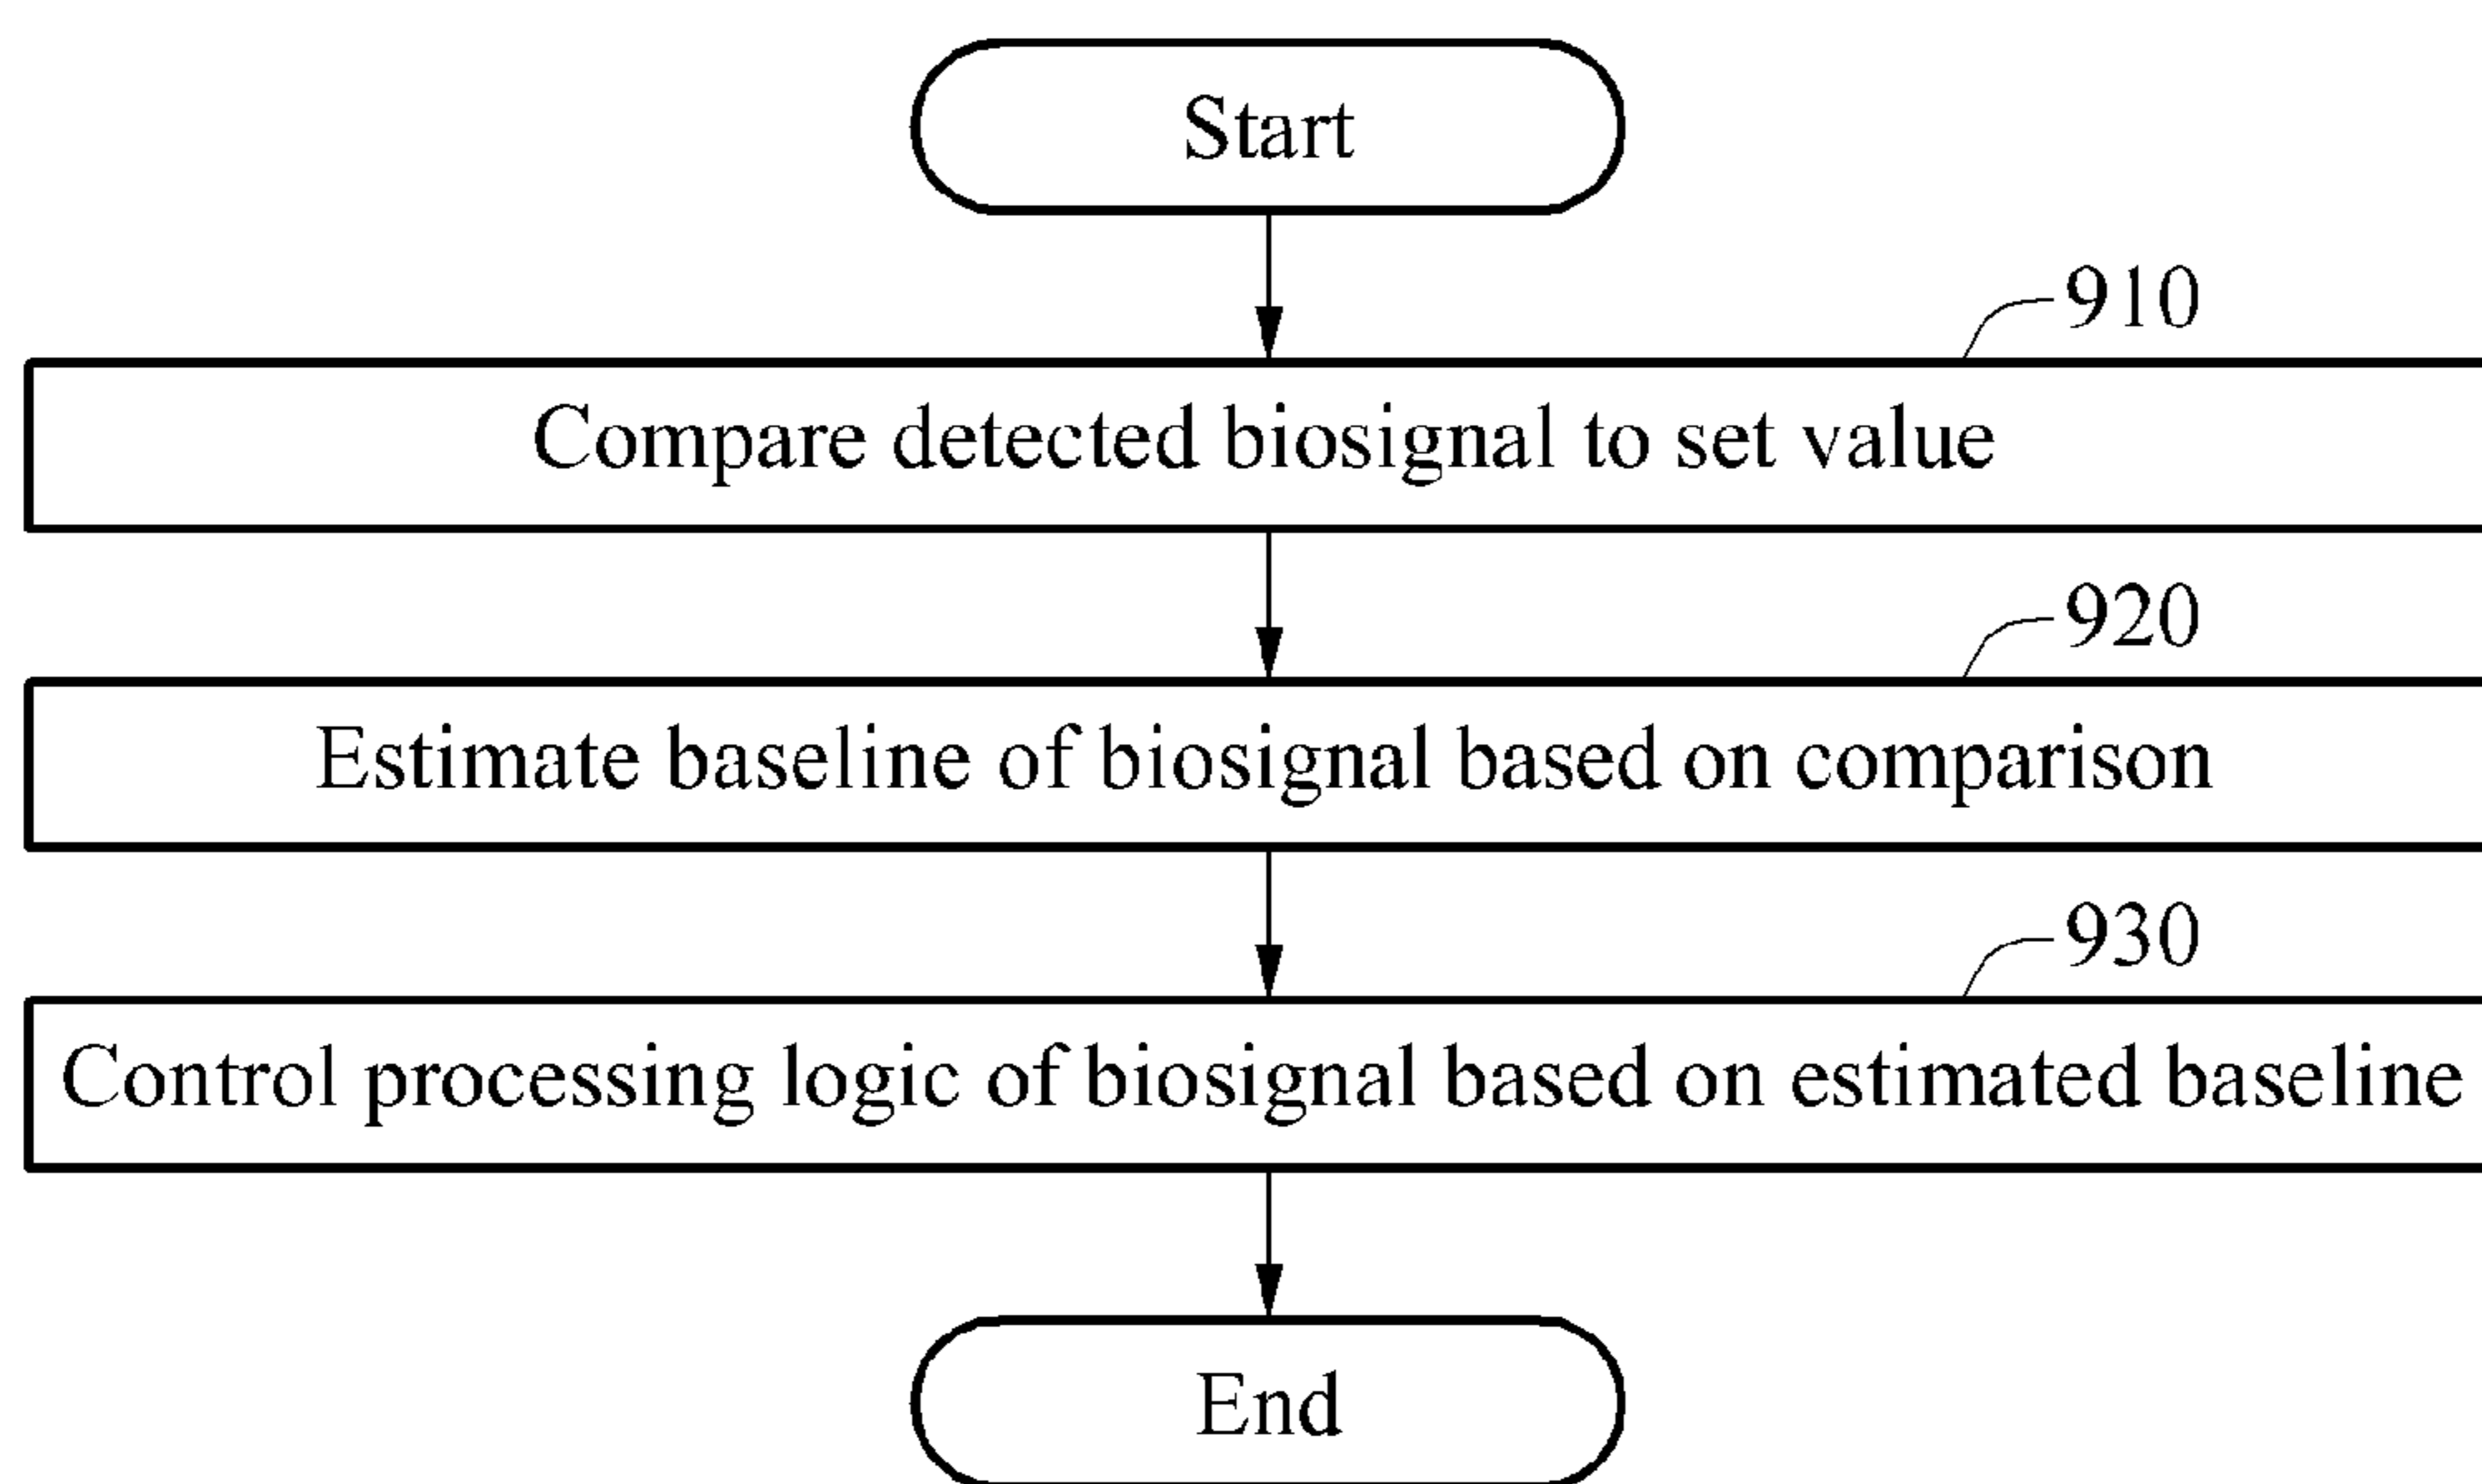 Start
910
Compare detected biosignal to set value
920
Estimate baseline of biosignal based on comparison
930
Control processing logic of biosignal based on estimated baseline
End